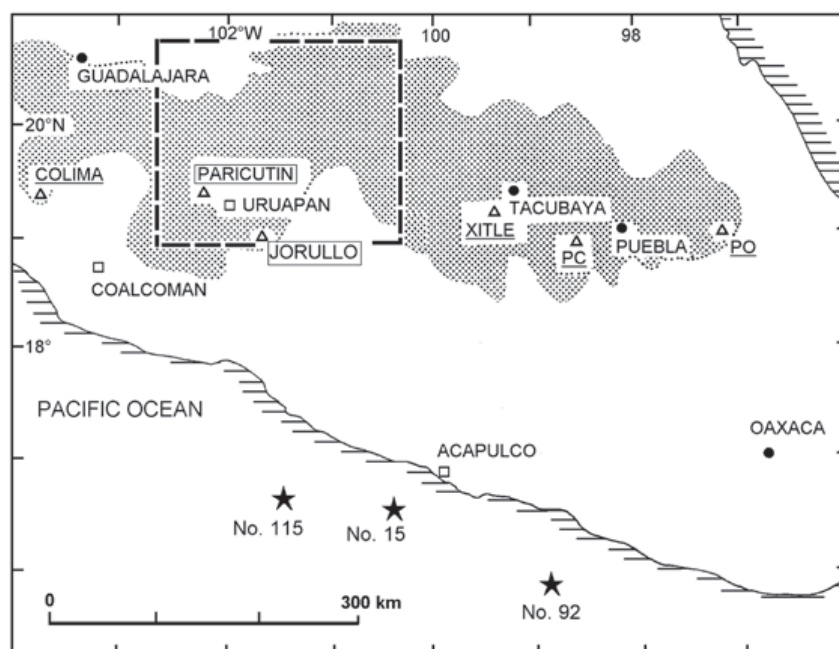 102°W
100
98
GUADALAJARA
20°N
COLIMA
PARICUTIN
URUAPAN
TACUBAYA
XITLE
JORULLO
PC
PUEBLA
PO
COALCOMAN
18°
PACIFIC OCEAN
ACAPULCO
OAXACA
No. 115
No. 15
No. 92
0
300 km